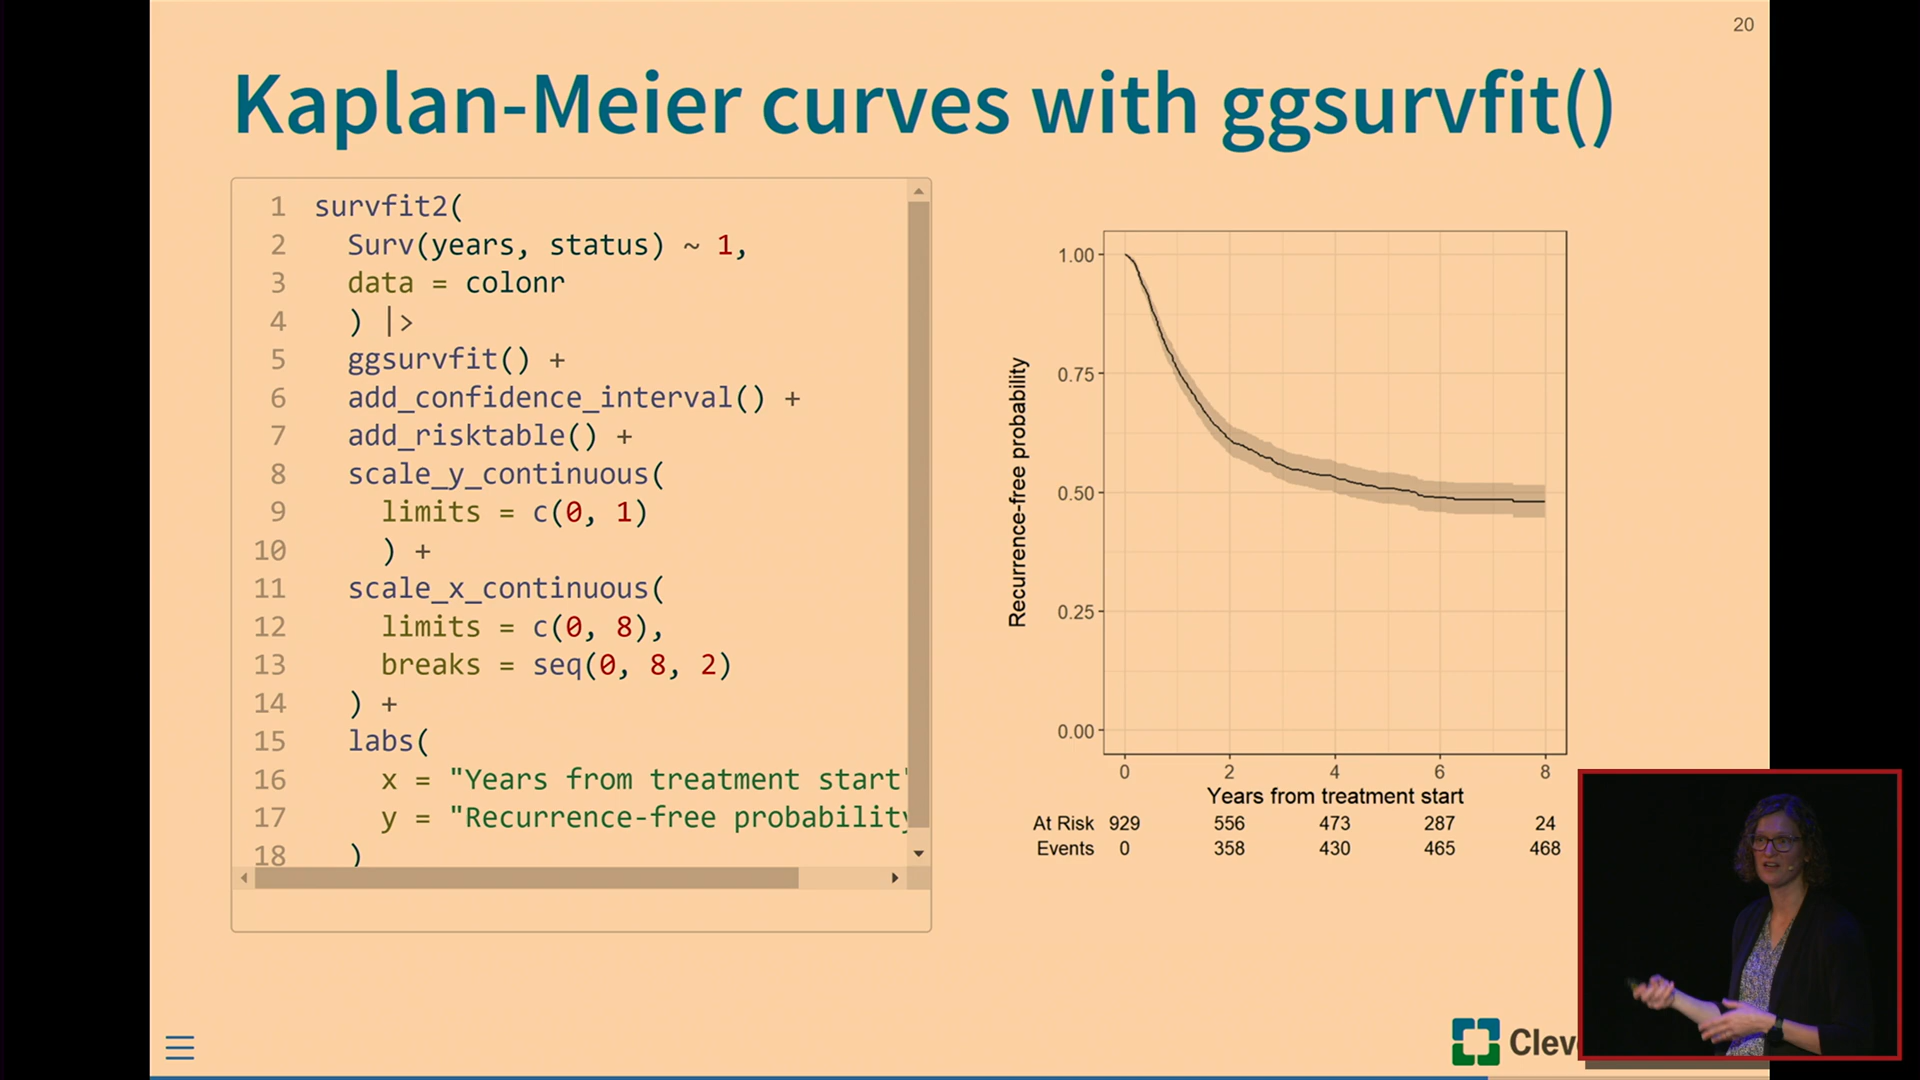 20
Kaplan-Meier curves with ggsurvfit()
1 survfit2(
2 Surv(years, status) ~ 1,
3 data = colonr
4 ) |>
5 ggsurvfit() +
6 add_confidence_interval() +
7 add_risktable() +
8 scale_y_continuous(
9 limits = c(0, 1)
10 ) +
11 scale_x_continuous(
12 limits = c(0, 8),
13 breaks = seq(0, 8, 2)
14 ) +
15 labs(
16 x = "Years from treatment start"
17 y = "Recurrence-free probability
18 )
Recurrence-free probability
1.00
0.75
0.50
0.25
0.00
0 2 4 6 8
Years from treatment start
At Risk 929 556 473 287 24
Events 0 358 430 465 468
Clev